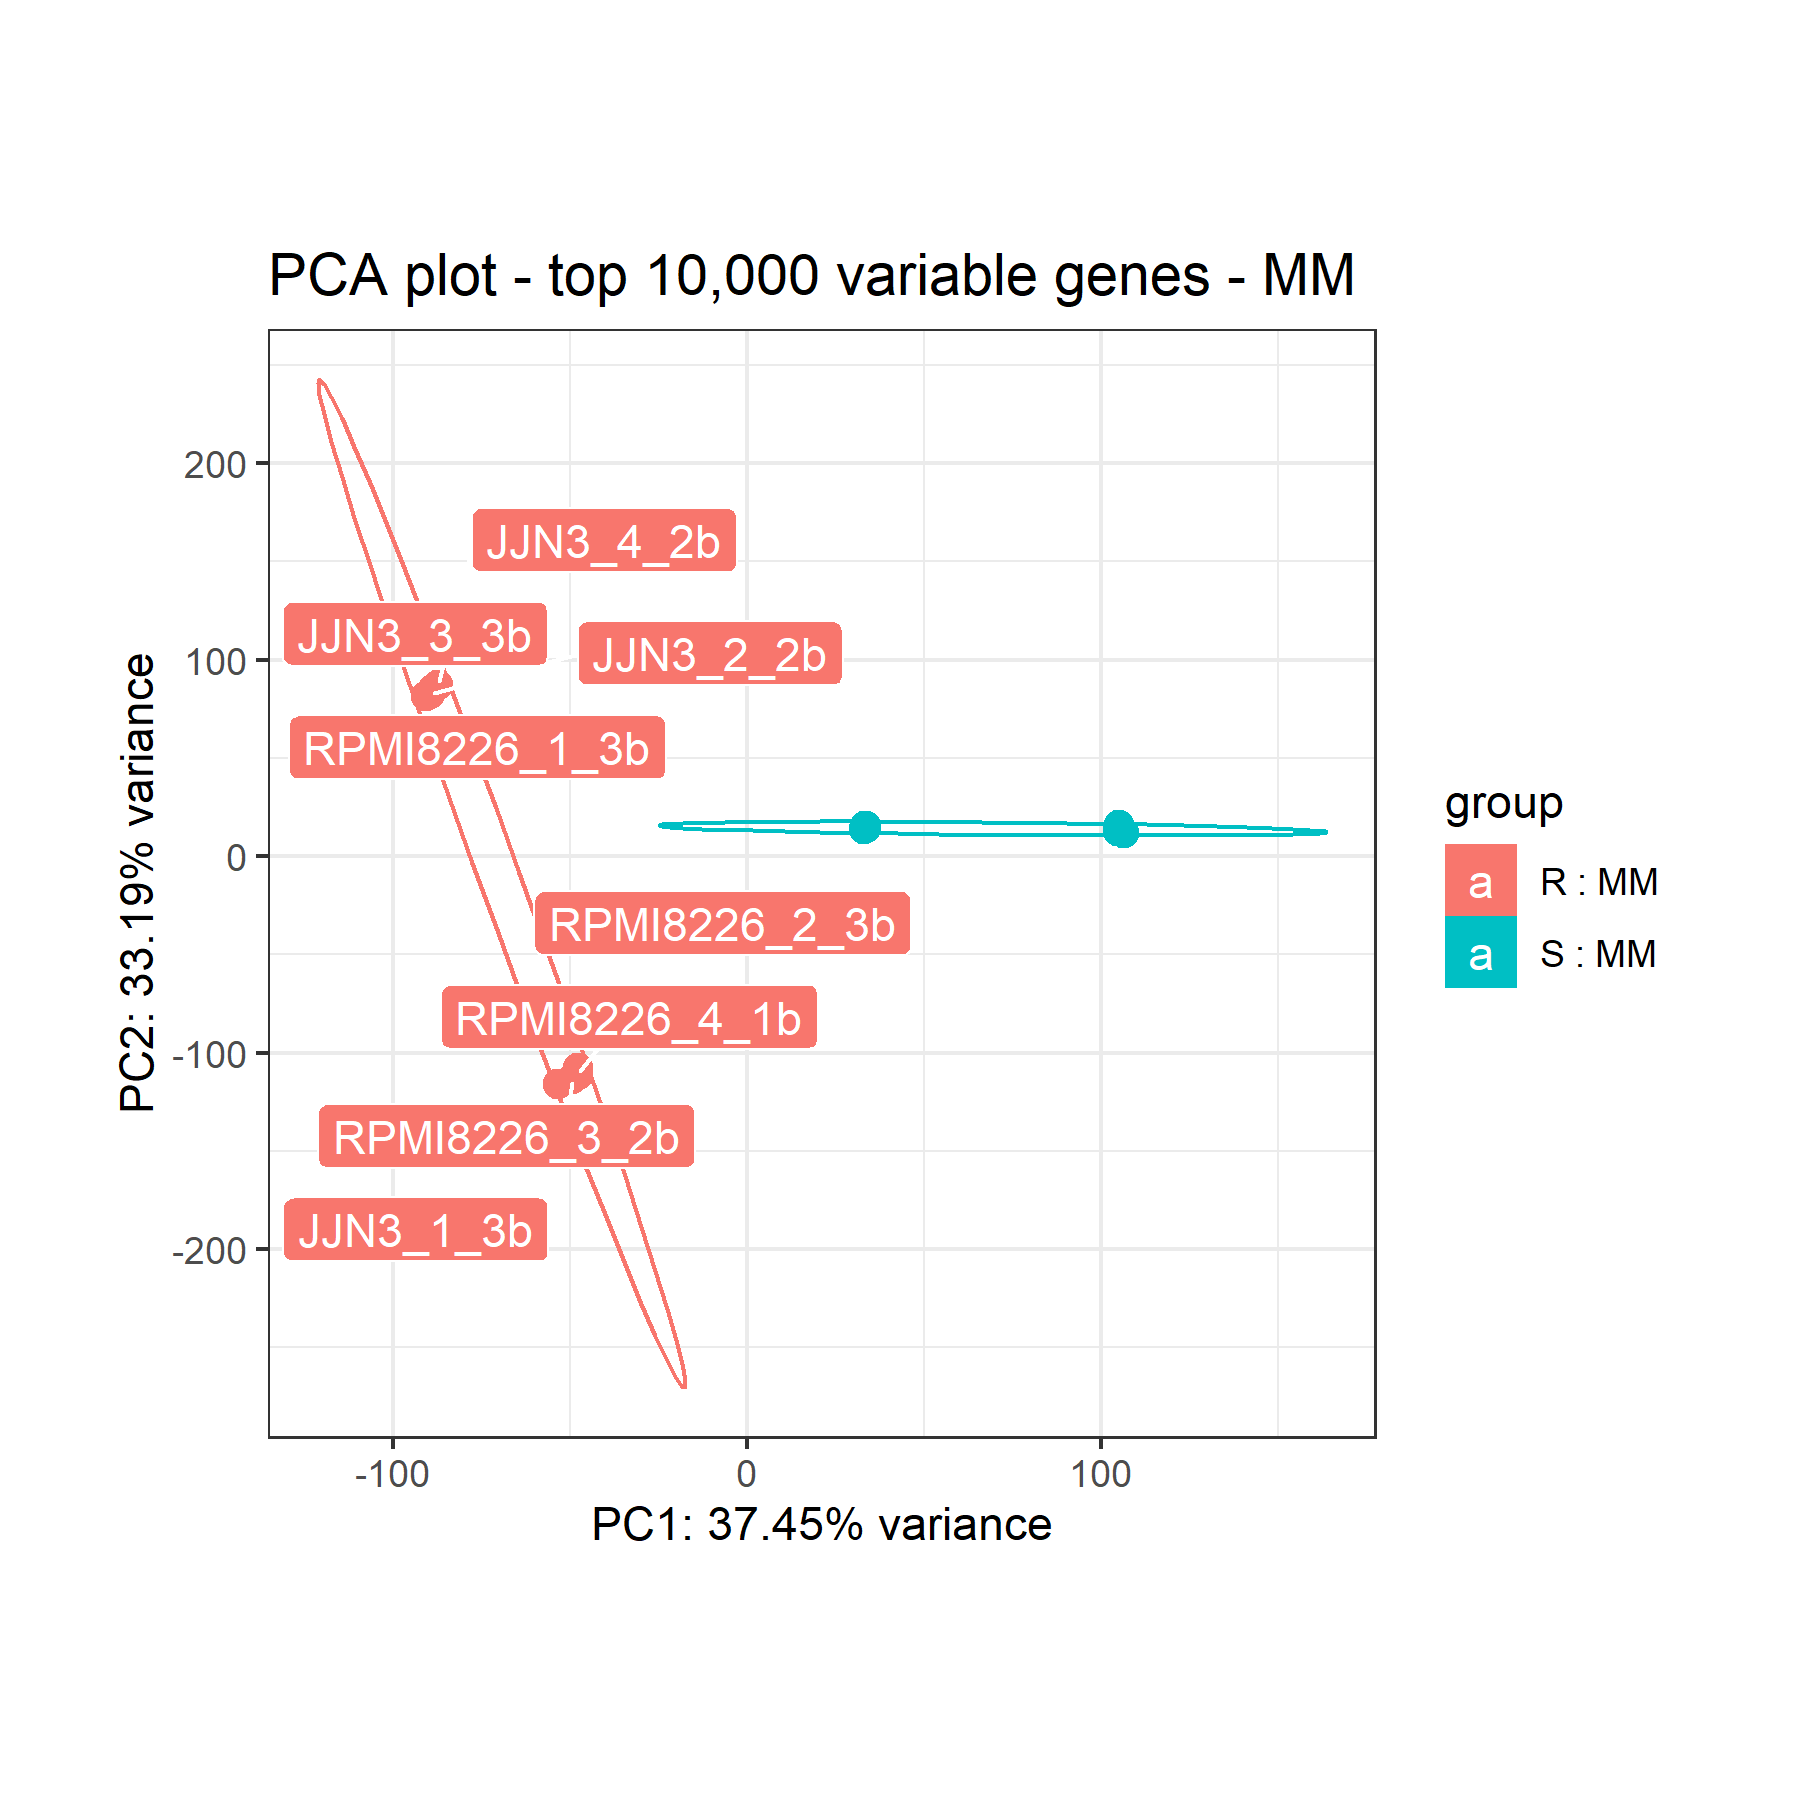 PCA plot - top 10,000 variable genes - MM
200
100
0
-100
-200
PC2: 33.19% variance
JJN3_4_2b
JJN3_3_3b
JJN3_2_2b
RPMI8226_1_3b
RPMI8226_2_3b
RPMI8226_4_1b
RPMI8226_3_2b
JJN3_1_3b
-100
0
100
PC1: 37.45% variance
group
a R : MM
a S : MM